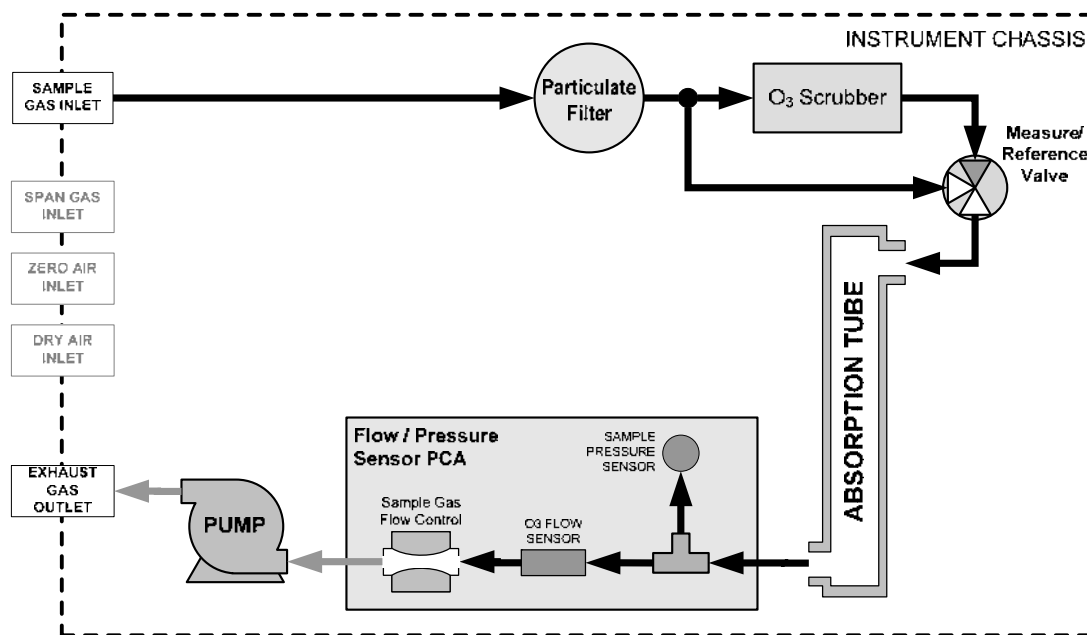 INSTRUMENT CHASSIS
SAMPLE
GAS INLET
Particulate
Filter
O₃ Scrubber
Measure/
Reference
Valve
SPAN GAS
INLET
ZERO AIR
INLET
DRY AIR
INLET
ABSORPTION TUBE
Flow / Pressure
Sensor PCA
SAMPLE
PRESSURE
SENSOR
EXHAUST
GAS
OUTLET
PUMP
Sample Gas
Flow Control
O3 FLOW
SENSOR